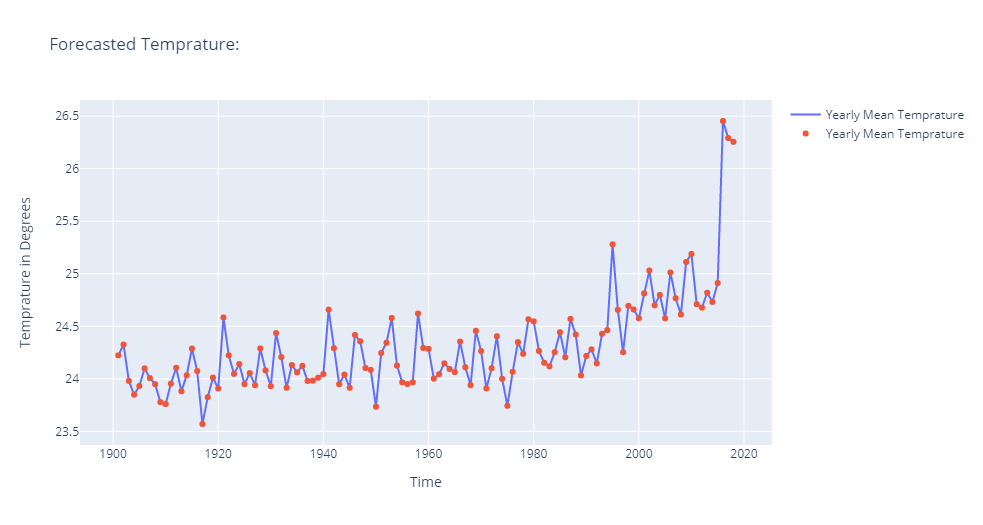 Forecasted Temprature:
Yearly Mean Temprature
Yearly Mean Temprature
26.5
26
25.5
25
24.5
24
23.5
Temprature in Degrees
1900 1920 1940 1960 1980 2000 2020
Time